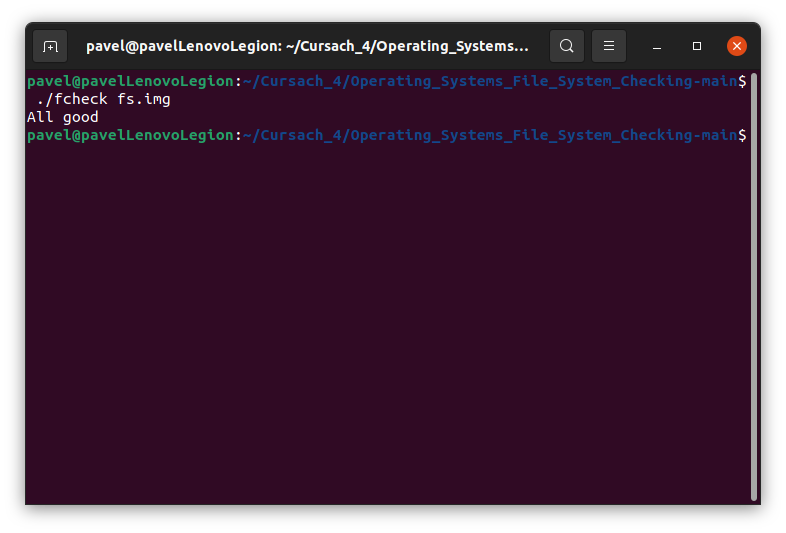 pavel@pavelLenovoLegion: ~/Cursach_4/Operating_Systems...
pavel@pavelLenovoLegion:~/Cursach_4/Operating_Systems_File_System_Checking-main$
./fcheck fs.img
All good
pavel@pavelLenovoLegion:~/Cursach_4/Operating_Systems_File_System_Checking-main$